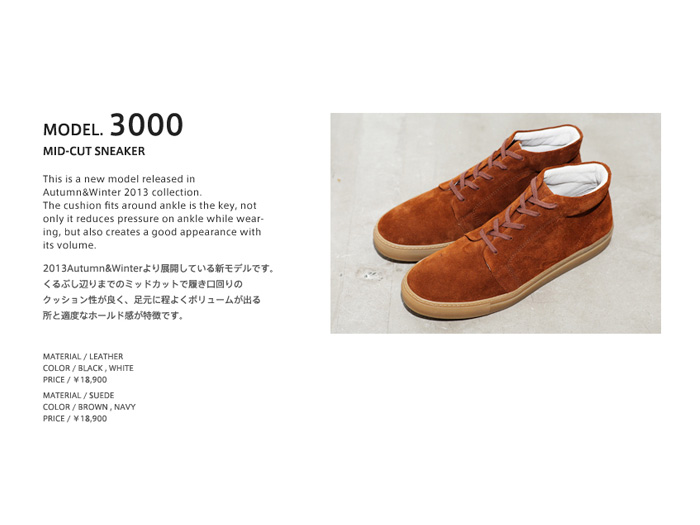 MODEL. 3000
MID-CUT SNEAKER
This is a new model released in
Autumn&Winter 2013 collection.
The cushion fits around ankle is the key, not
only it reduces pressure on ankle while wear-
ing, but also creates a good appearance with
its volume.
2013Autumn&Winterより展開している新モデルです。
くるぶし辺りまでのミッドカットで履き口回りの
クッション性が良く、足元に程よくボリュームが出る
所と適度なホールド感が特徴です。
MATERIAL / LEATHER
COLOR / BLACK , WHITE
PRICE / ￥18,900
MATERIAL / SUEDE
COLOR / BROWN , NAVY
PRICE / ￥18,900